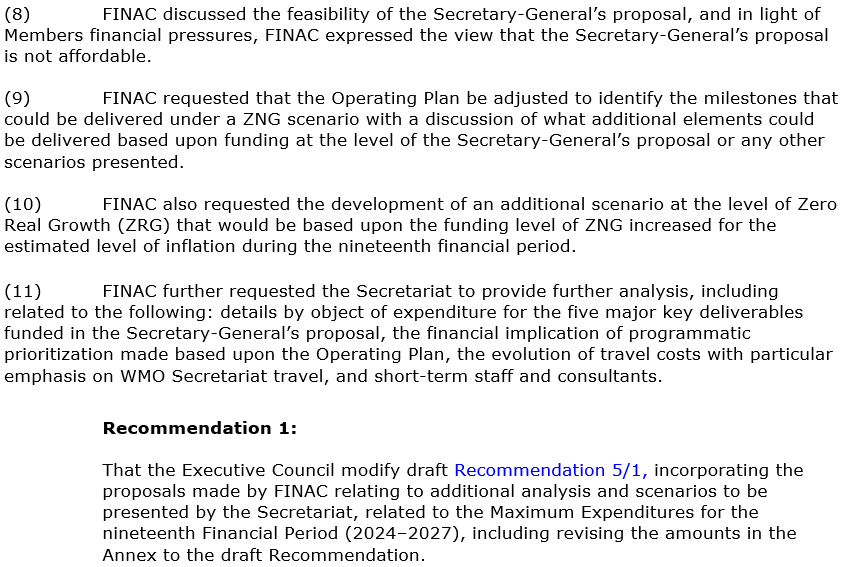 (8) FINAC discussed the feasibility of the Secretary-General’s proposal, and in light of
Members financial pressures, FINAC expressed the view that the Secretary-General’s proposal
is not affordable.
(9) FINAC requested that the Operating Plan be adjusted to identify the milestones that
could be delivered under a ZNG scenario with a discussion of what additional elements could
be delivered based upon funding at the level of the Secretary-General’s proposal or any other
scenarios presented.
(10) FINAC also requested the development of an additional scenario at the level of Zero
Real Growth (ZRG) that would be based upon the funding level of ZNG increased for the
estimated level of inflation during the nineteenth financial period.
(11) FINAC further requested the Secretariat to provide further analysis, including
related to the following: details by object of expenditure for the five major key deliverables
funded in the Secretary-General’s proposal, the financial implication of programmatic
prioritization made based upon the Operating Plan, the evolution of travel costs with particular
emphasis on WMO Secretariat travel, and short-term staff and consultants.
Recommendation 1:
That the Executive Council modify draft Recommendation 5/1, incorporating the
proposals made by FINAC relating to additional analysis and scenarios to be
presented by the Secretariat, related to the Maximum Expenditures for the
nineteenth Financial Period (2024–2027), including revising the amounts in the
Annex to the draft Recommendation.